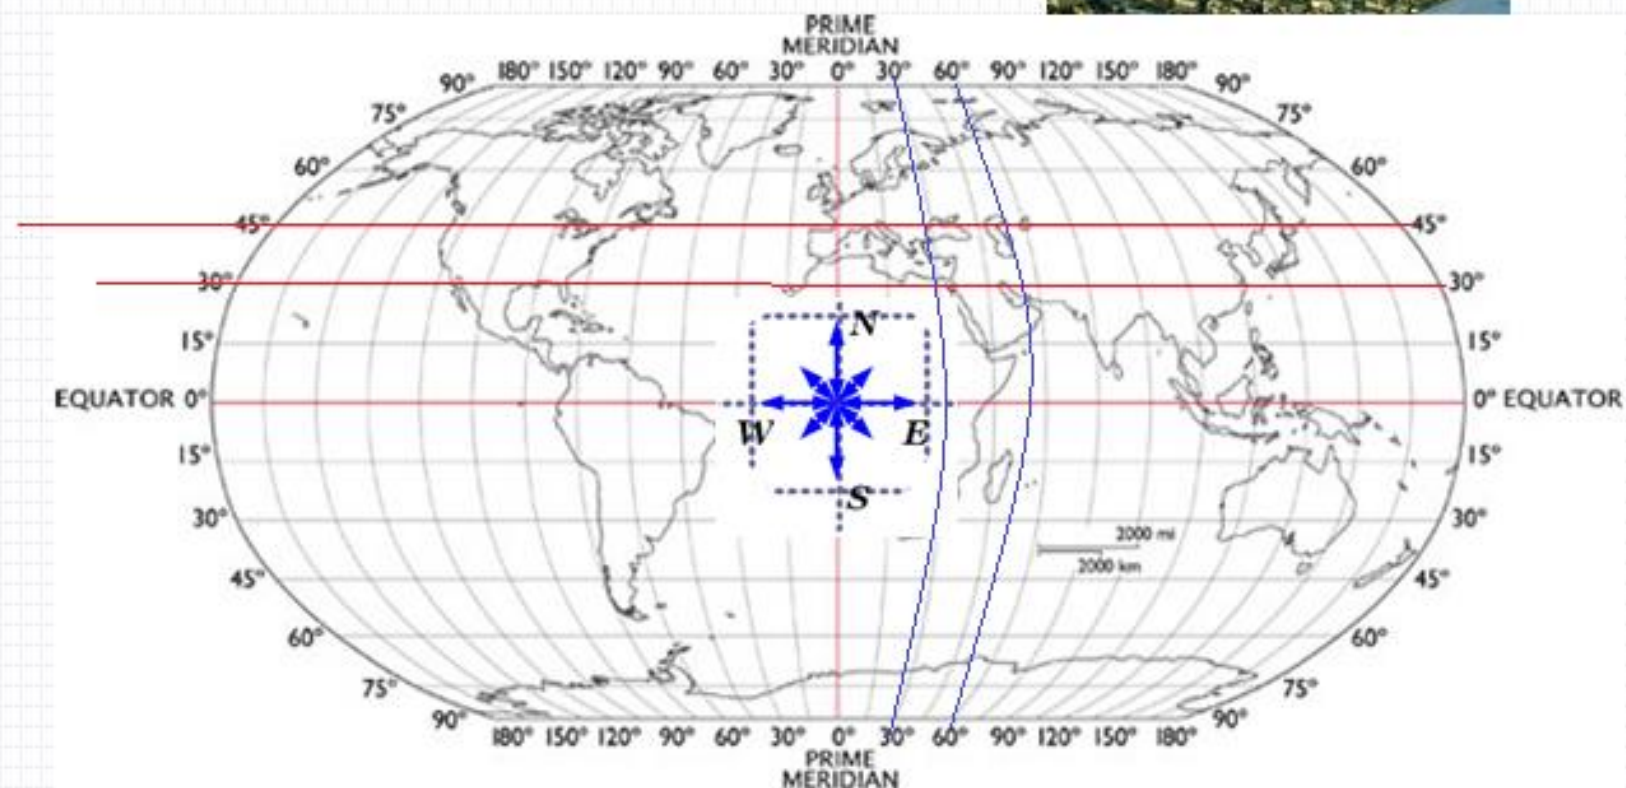 PRIME
MERIDIAN
180° 150° 120° 90° 60° 30° 0° 30° 60° 90° 120° 150° 180°
90° 90°
75° 75°
60° 60°
45° 45°
30° 30°
N
15° 15°
EQUATOR 0° 0° EQUATOR
W E
15° 15°
S
30° 30°
2000 mi
2000 km
45° 45°
60° 60°
75° 75°
90° 90°
180° 150° 120° 90° 60° 30° 0° 30° 60° 90° 120° 150° 180°
PRIME
MERIDIAN